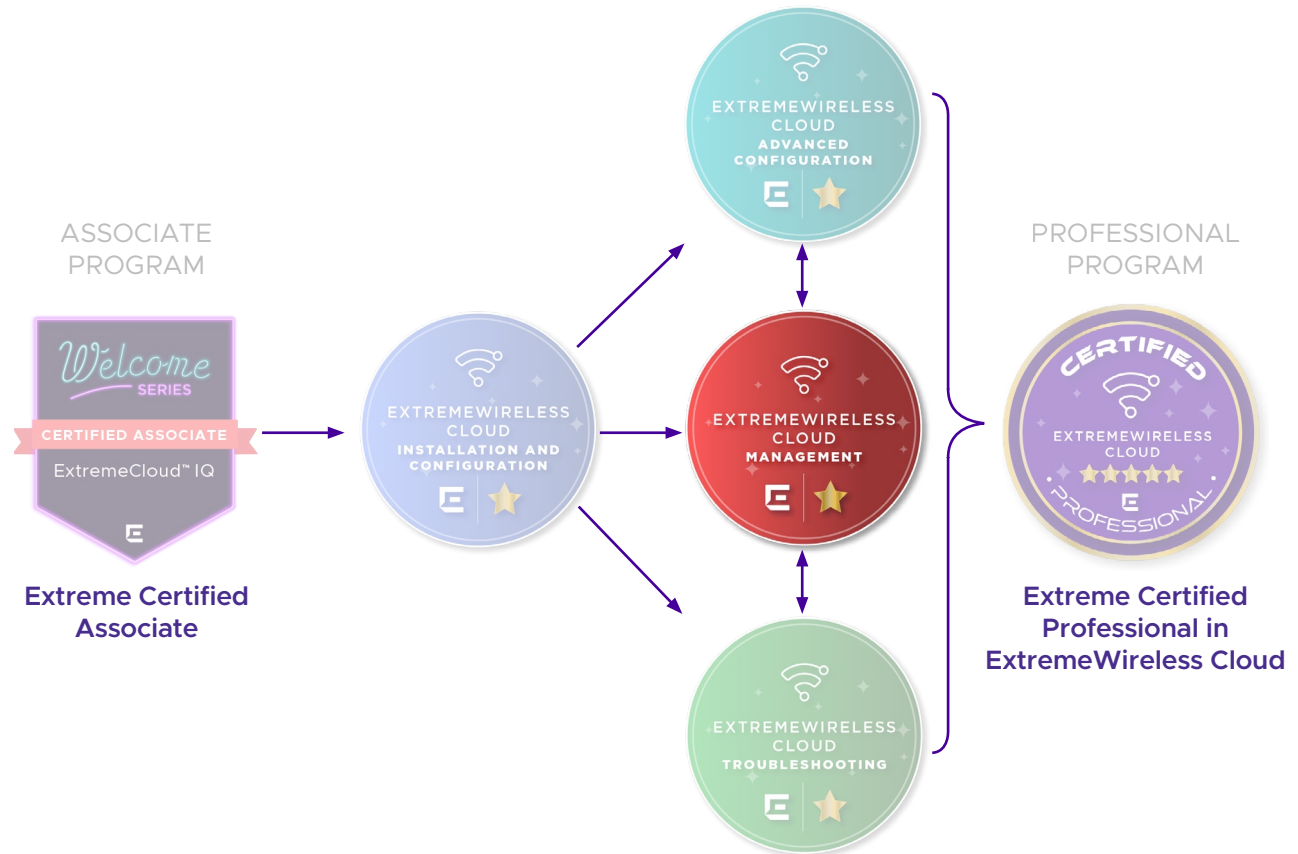 ASSOCIATE
PROGRAM
Welcome
SERIES
CERTIFIED ASSOCIATE
ExtremeCloud™ IQ
Extreme Certified
Associate
EXTREMEWIRELESS
CLOUD
INSTALLATION AND
CONFIGURATION
EXTREMEWIRELESS
CLOUD
ADVANCED
CONFIGURATION
EXTREMEWIRELESS
CLOUD
MANAGEMENT
EXTREMEWIRELESS
CLOUD
TROUBLESHOOTING
PROFESSIONAL
PROGRAM
CERTIFIED
EXTREMEWIRELESS
CLOUD
PROFESSIONAL
Extreme Certified
Professional in
ExtremeWireless Cloud